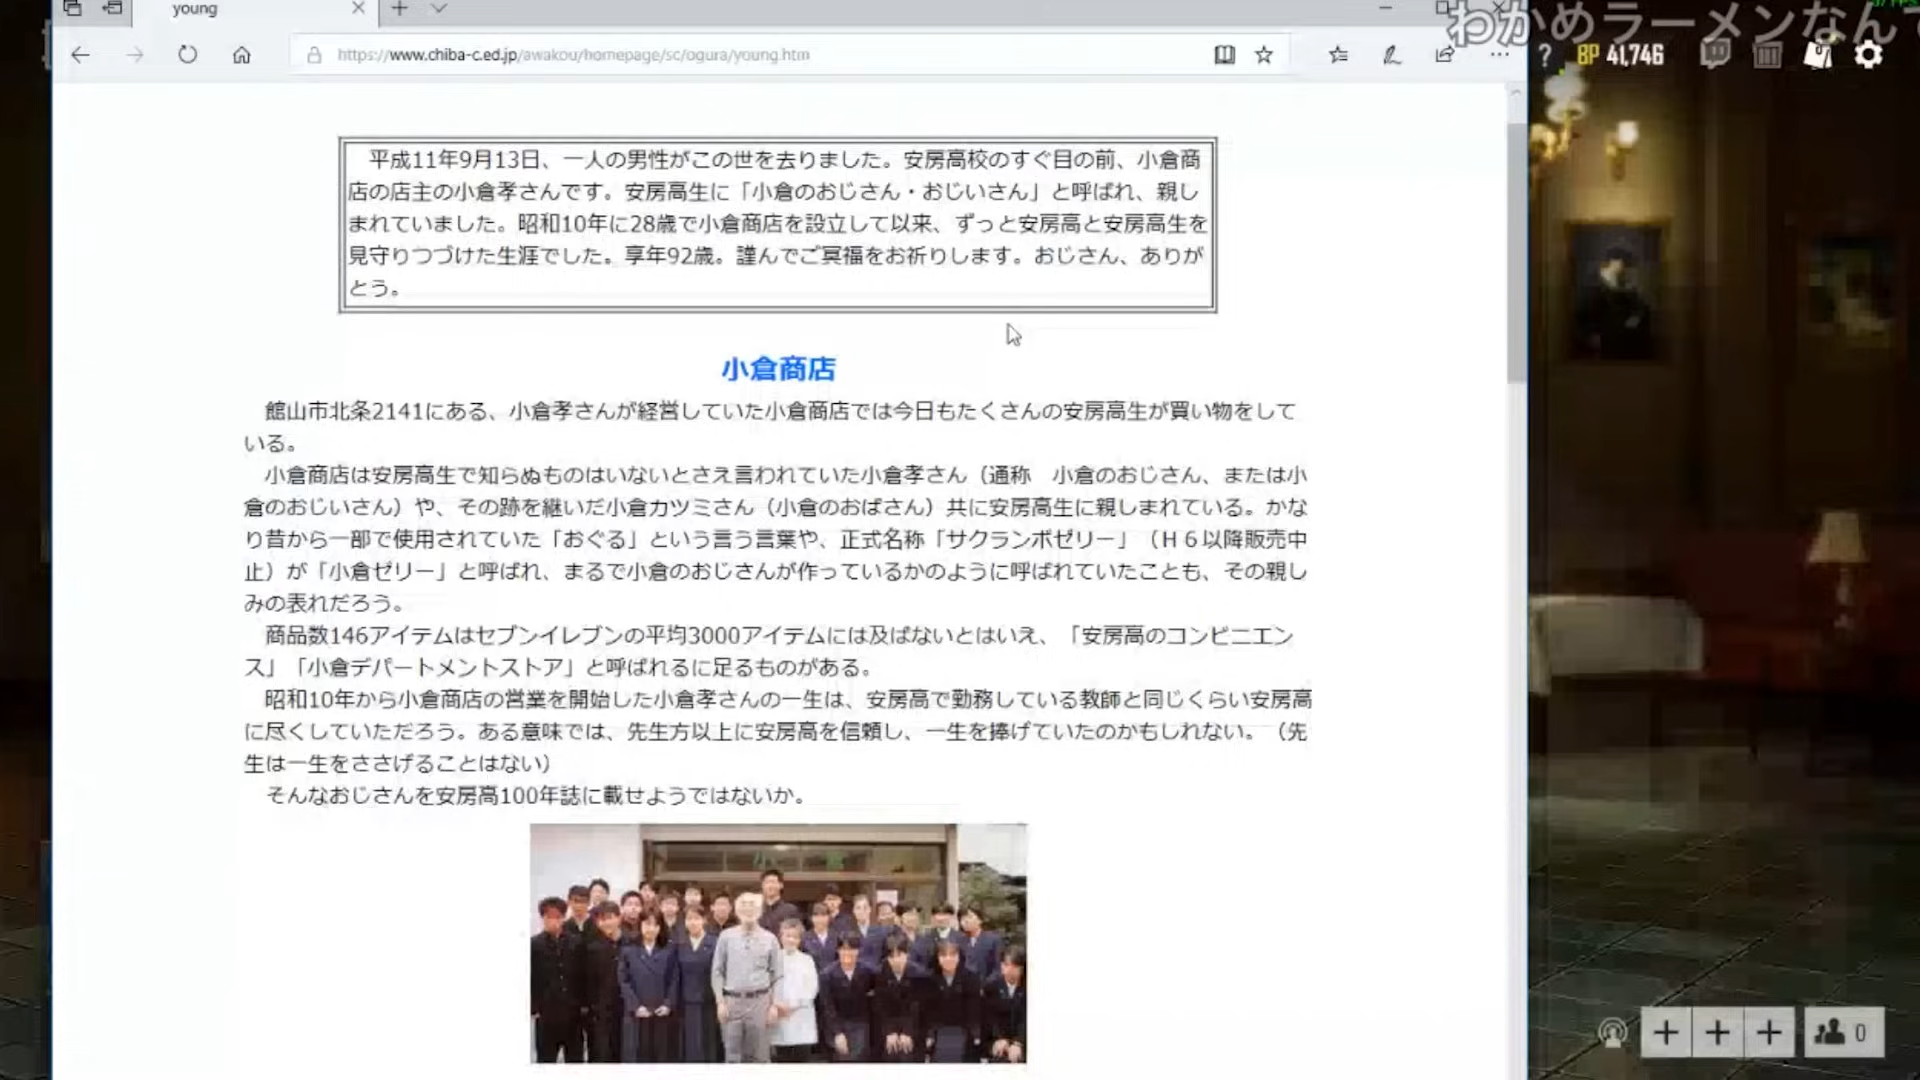 young
わかめラーメンなんて
https://www.chiba-c.ed.jp/awakou/homepage/sc/ogura/young.htm
? BP 41,746
平成11年9月13日、一人の男性がこの世を去りました。安房高校のすぐ目の前、小倉商
店の店主の小倉孝さんです。安房高生に「小倉のおじさん・おじいさん」と呼ばれ、親し
まれていました。昭和10年に28歳で小倉商店を設立して以来、ずっと安房高と安房高生を
見守りつづけた生涯でした。享年92歳。謹んでご冥福をお祈りします。おじさん、ありが
とう。
小倉商店
館山市北条2141にある、小倉孝さんが経営していた小倉商店では今日もたくさんの安房高生が買い物をして
いる。
小倉商店は安房高生で知らぬものはいないとさえ言われていた小倉孝さん（通称　小倉のおじさん、または小
倉のおじいさん）や、その跡を継いだ小倉カツミさん（小倉のおばさん）共に安房高生に親しまれている。かな
り昔から一部で使用されていた「おぐる」という言う言葉や、正式名称「サクランボゼリー」（Ｈ６以降販売中
止）が「小倉ゼリー」と呼ばれ、まるで小倉のおじさんが作っているかのように呼ばれていたことも、その親し
みの表れだろう。
商品数146アイテムはセブンイレブンの平均3000アイテムには及ばないとはいえ、「安房高のコンビニエン
ス」「小倉デパートメントストア」と呼ばれるに足るものがある。
昭和10年から小倉商店の営業を開始した小倉孝さんの一生は、安房高で勤務している教師と同じくらい安房高
に尽くしていただろう。ある意味では、先生方以上に安房高を信頼し、一生を捧げていたのかもしれない。（先
生は一生をささげることはない）
そんなおじさんを安房高100年誌に載せようではないか。
0